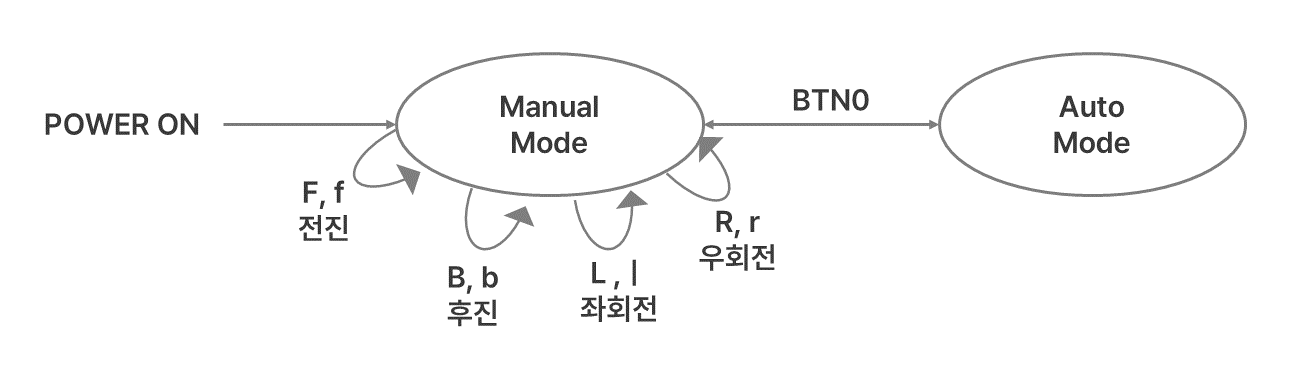 POWER ON
Manual
Mode
BTN0
Auto
Mode
F, f
전진
B, b
후진
L , l
좌회전
R, r
우회전